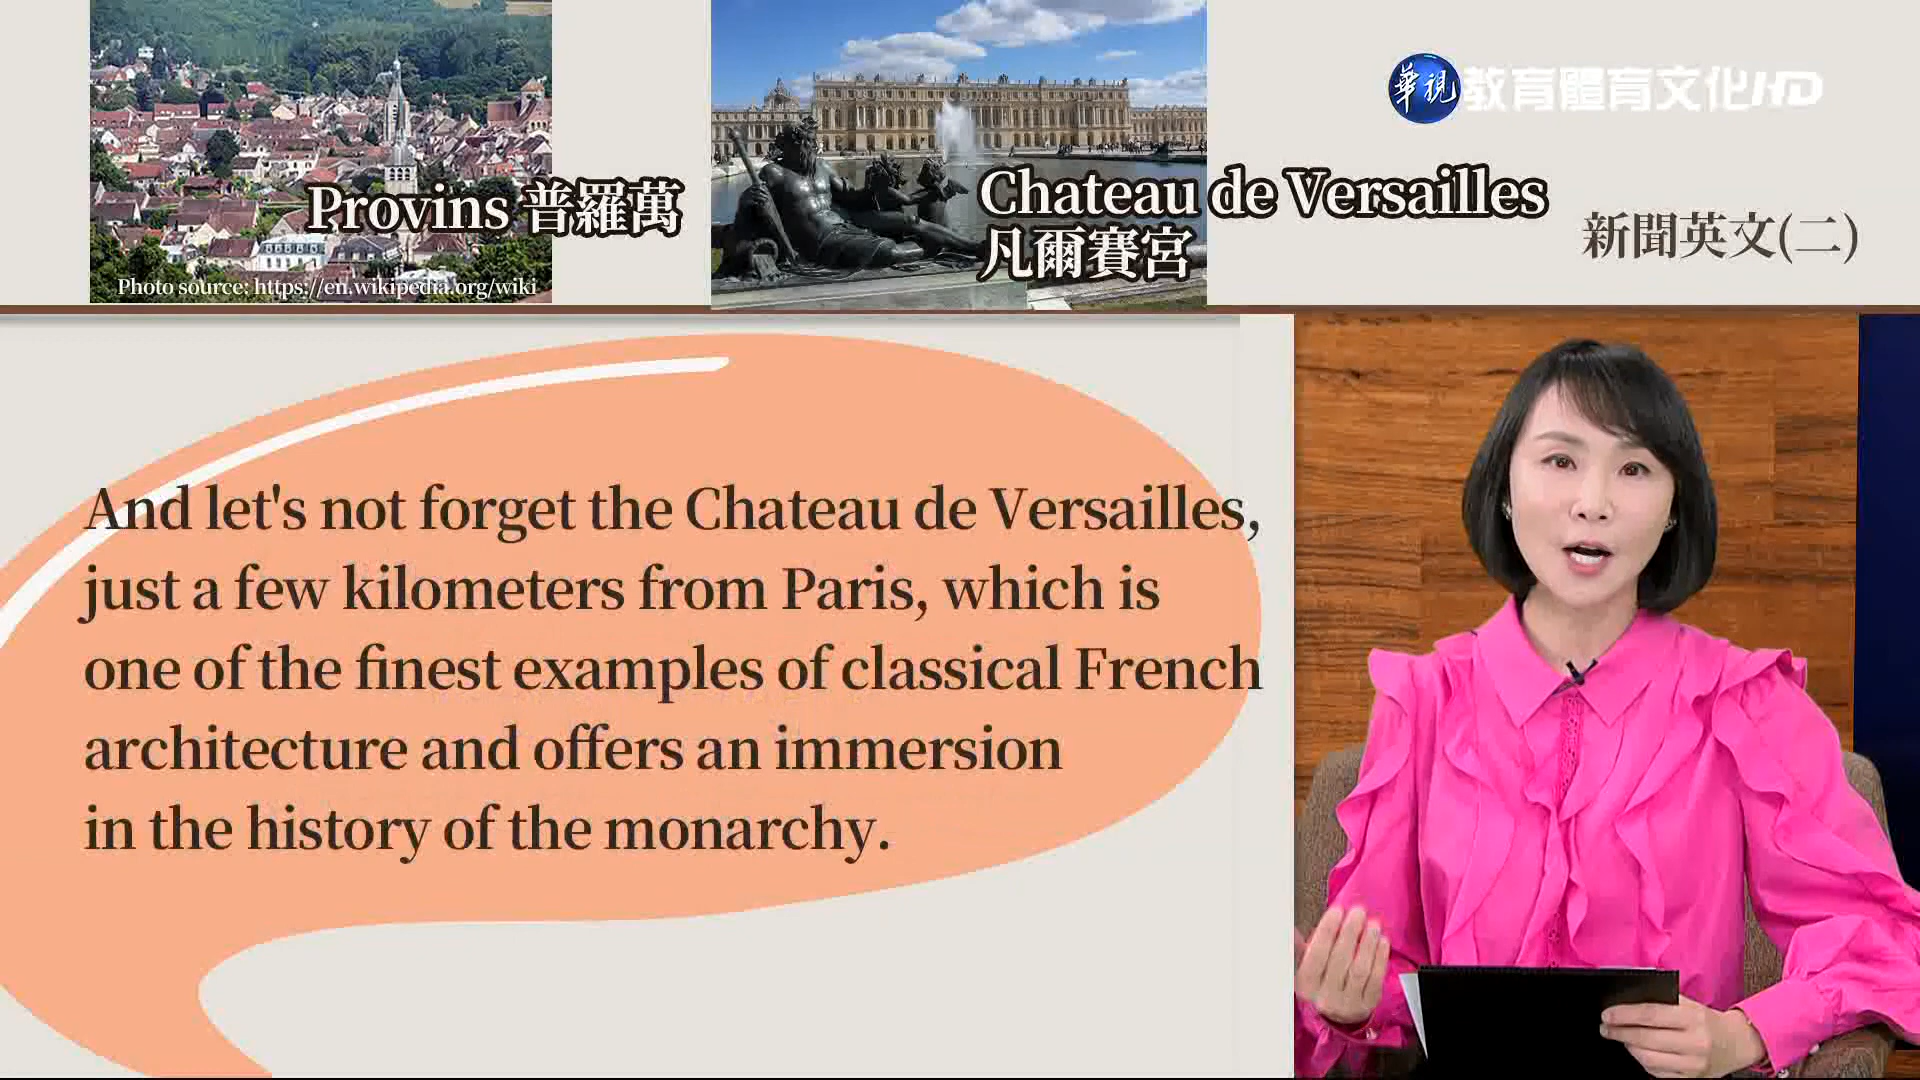 華視 教育體育文化HD
Provins 普羅萬
Photo source: https://en.wikipedia.org/wiki
Chateau de Versailles
凡爾賽宮
新聞英文(二)
And let's not forget the Chateau de Versailles,
just a few kilometers from Paris, which is
one of the finest examples of classical French
architecture and offers an immersion
in the history of the monarchy.